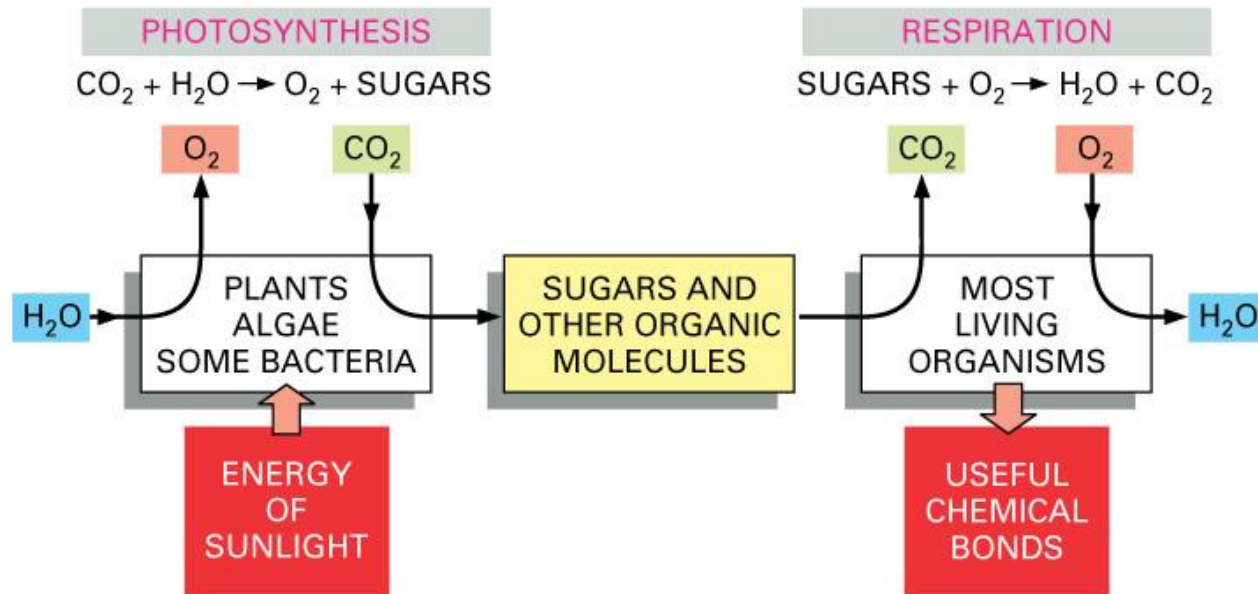 PHOTOSYNTHESIS
CO₂ + H₂O → O₂ + SUGARS
O₂
CO₂
H₂O
PLANTS
ALGAE
SOME BACTERIA
ENERGY
OF
SUNLIGHT
SUGARS AND
OTHER ORGANIC
MOLECULES
RESPIRATION
SUGARS + O₂ → H₂O + CO₂
CO₂
O₂
MOST
LIVING
ORGANISMS
H₂O
USEFUL
CHEMICAL
BONDS